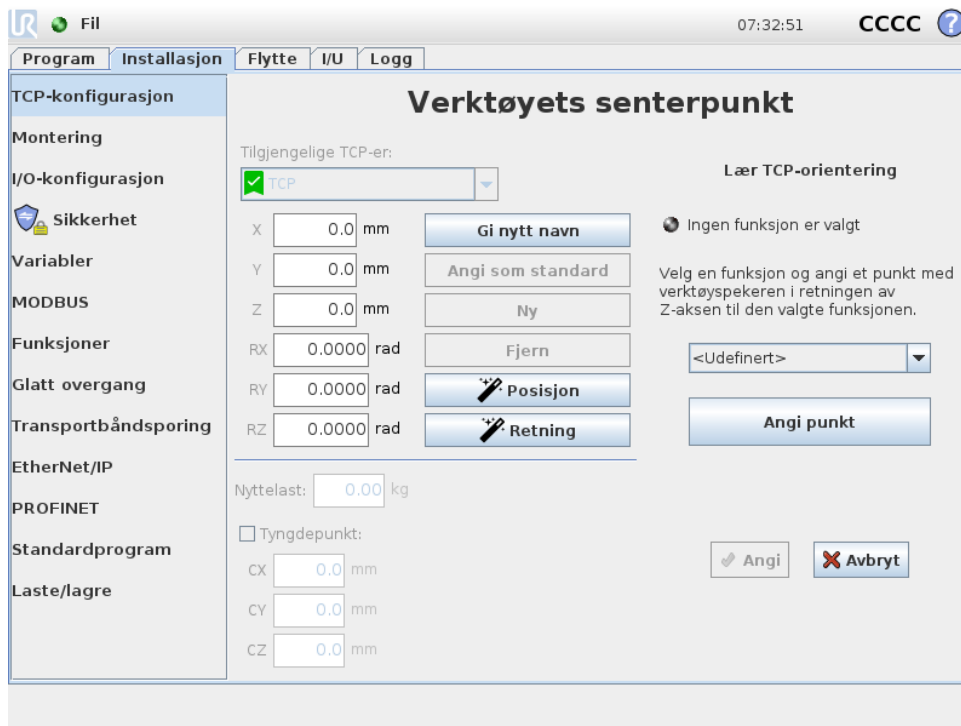 UR Fil 07:32:51 CCCC ?
Program Installasjon Flytte I/U Logg
TCP-konfigurasjon
Montering
I/O-konfigurasjon
Sikkerhet
Variabler
MODBUS
Funksjoner
Glatt overgang
Transportbåndsporing
EtherNet/IP
PROFINET
Standardprogram
Laste/lagre
Verktøyets senterpunkt
Tilgjengelige TCP-er:
TCP
X 0.0 mm Gi nytt navn
Y 0.0 mm Angi som standard
Z 0.0 mm Ny
RX 0.0000 rad Fjern
RY 0.0000 rad Posisjon
RZ 0.0000 rad Retning
Nyttelast: 0.00 kg
Tyngdepunkt:
CX 0.0 mm
CY 0.0 mm
CZ 0.0 mm
Lær TCP-orientering
Ingen funksjon er valgt
Velg en funksjon og angi et punkt med
verktøyspekeren i retningen av
Z-aksen til den valgte funksjonen.
<Udefinert>
Angi punkt
Angi Avbryt